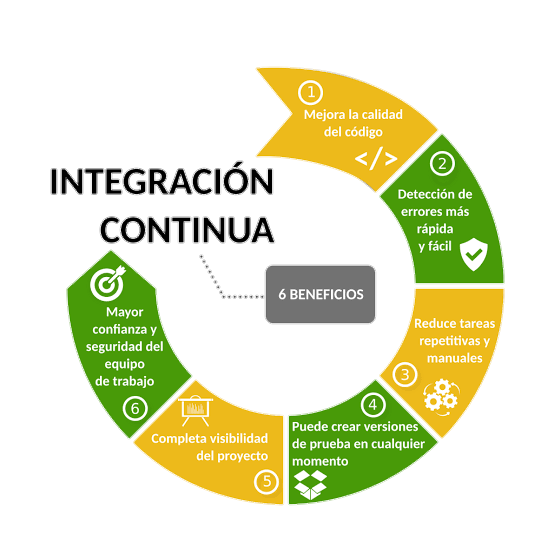 INTEGRACIÓN
CONTINUA
6 BENEFICIOS
1
Mejora la calidad
del código
</>
2
Detección de
errores más
rápida
y fácil
Reduce tareas
repetitivas y
manuales
3
4
Puede crear versiones
de prueba en cualquier
momento
Completa visibilidad
del proyecto
5
Mayor
confianza y
seguridad del
equipo
de trabajo
6